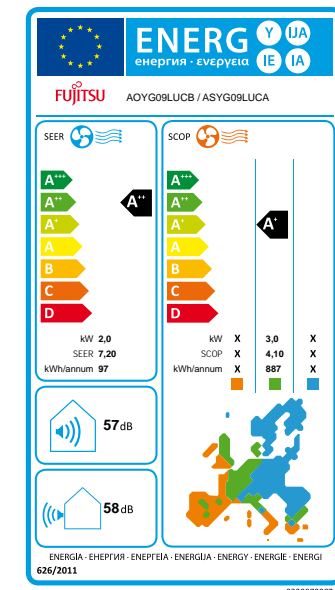 ENERG Y IJA
енергия · ενεργεια IE IA
FUJITSU AOYG09LUCB / ASYG09LUCA
SEER
A+++
A++
A+
A
B
C
D
A++
kW 2,0
SEER 7,20
kWh/annum 97
SCOP
A+++
A++
A+
A
B
C
D
A+
kW X 3,0 X
SCOP X 4,10 X
kWh/annum X 887 X
57dB
58dB
ENERGIA · ЕНЕРГИЯ · ΕΝΕΡΓΕΙΑ · ENERGIJA · ENERGY · ENERGIE · ENERGI
626/2011